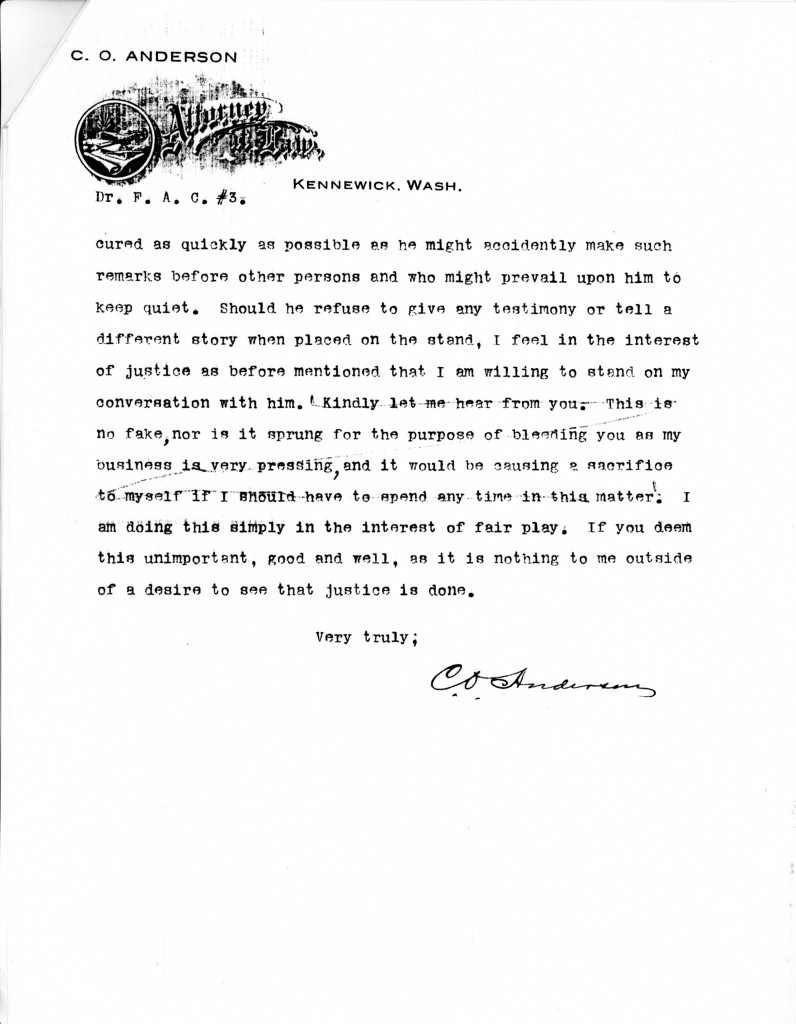 C. O. ANDERSON
Attorney at Law,
KENNEWICK, WASH.
Dr. F. A. C. #3.
cured as quickly as possible as he might accidently make such
remarks before other persons and who might prevail upon him to
keep quiet. Should he refuse to give any testimony or tell a
different story when placed on the stand, I feel in the interest
of justice as before mentioned that I am willing to stand on my
conversation with him. Kindly let me hear from you. This is
no fake, nor is it sprung for the purpose of bleeding you as my
business is very pressing, and it would be causing a sacrifice
to myself if I should have to spend any time in this matter. I
am doing this simply in the interest of fair play. If you deem
this unimportant, good and well, as it is nothing to me outside
of a desire to see that justice is done.
Very truly;
C. O. Anderson